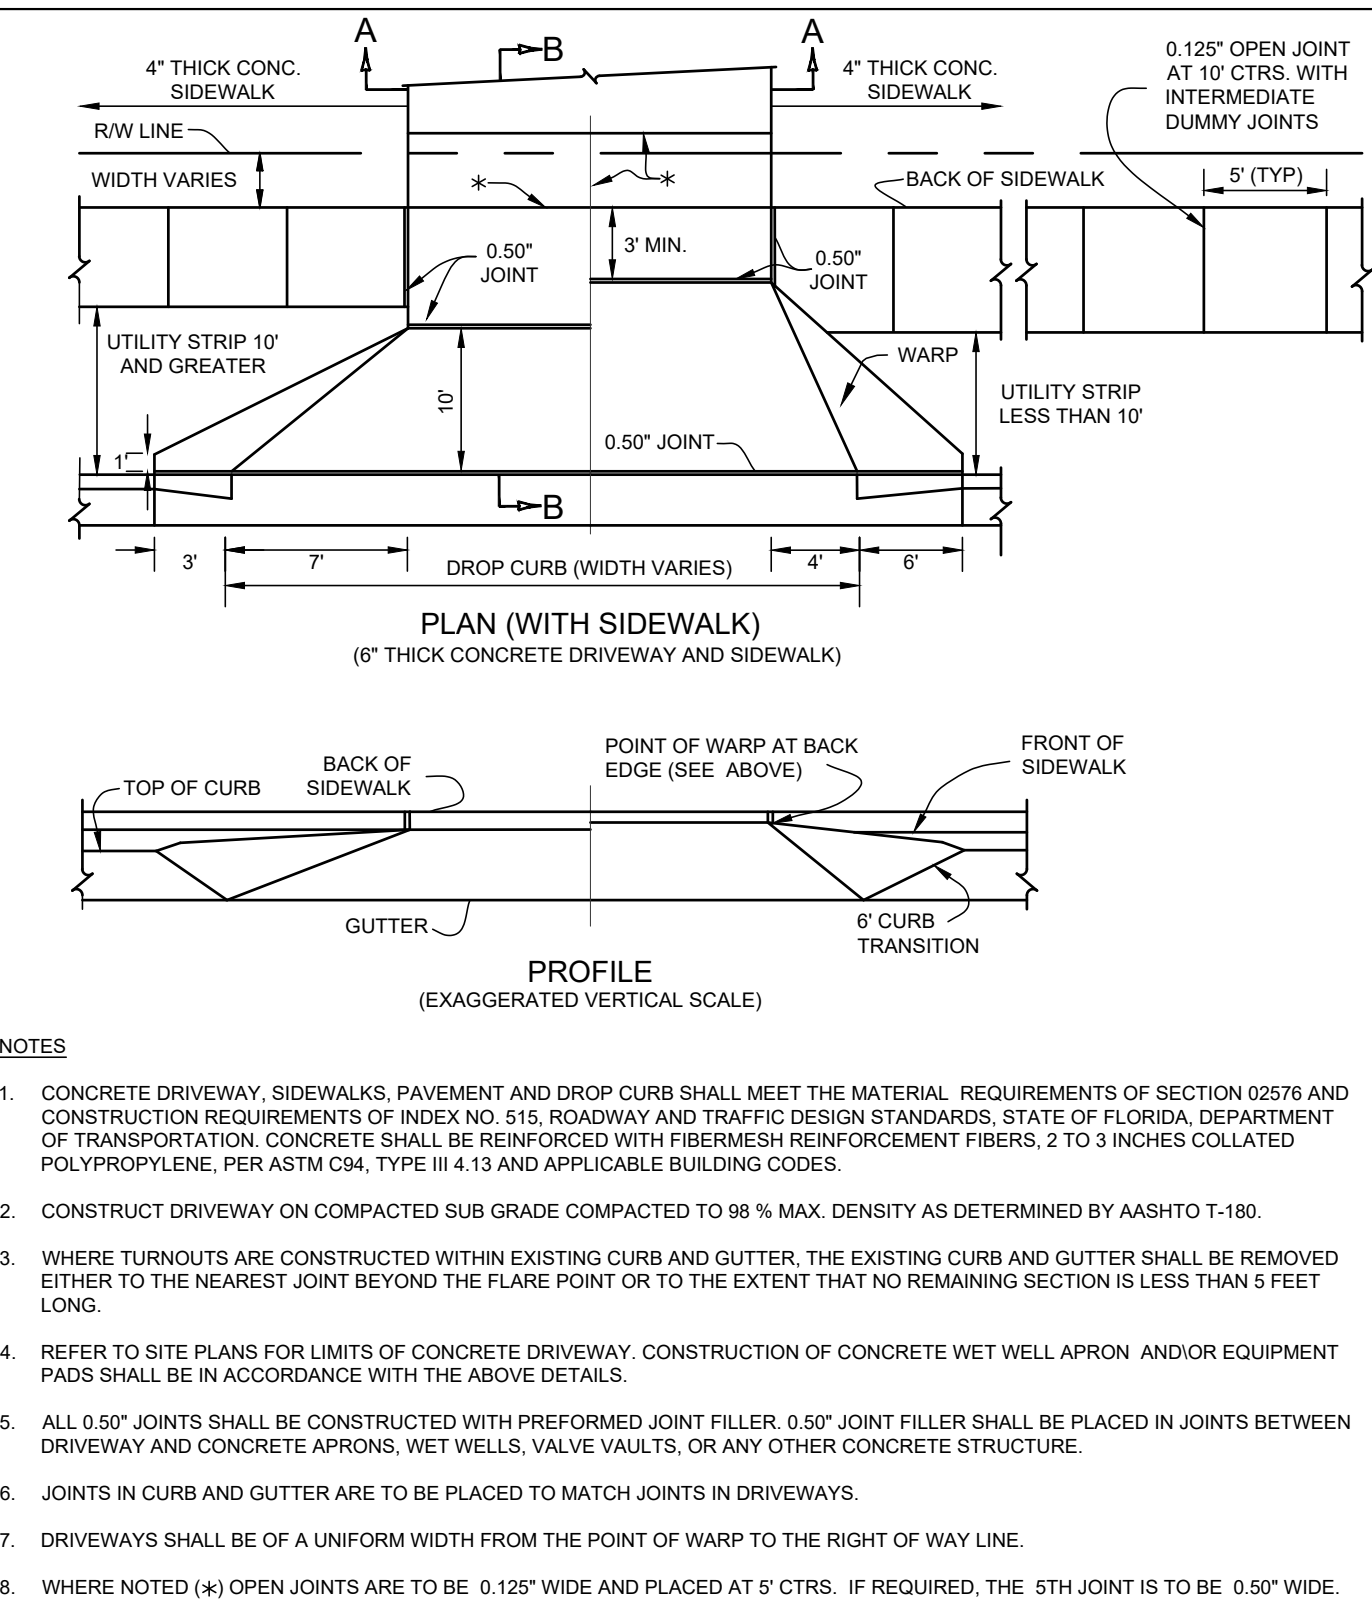 A
B
A
4" THICK CONC.
SIDEWALK
4" THICK CONC.
SIDEWALK
0.125" OPEN JOINT
AT 10' CTRS. WITH
INTERMEDIATE
DUMMY JOINTS
R/W LINE
WIDTH VARIES
*
*
BACK OF SIDEWALK
5' (TYP)
0.50"
JOINT
3' MIN.
0.50"
JOINT
UTILITY STRIP 10'
AND GREATER
WARP
10'
UTILITY STRIP
LESS THAN 10'
0.50" JOINT
1'
B
3'
7'
DROP CURB (WIDTH VARIES)
4'
6'
PLAN (WITH SIDEWALK)
(6" THICK CONCRETE DRIVEWAY AND SIDEWALK)
TOP OF CURB
BACK OF
SIDEWALK
POINT OF WARP AT BACK
EDGE (SEE ABOVE)
FRONT OF
SIDEWALK
GUTTER
6' CURB
TRANSITION
PROFILE
(EXAGGERATED VERTICAL SCALE)
NOTES
1. CONCRETE DRIVEWAY, SIDEWALKS, PAVEMENT AND DROP CURB SHALL MEET THE MATERIAL REQUIREMENTS OF SECTION 02576 AND
CONSTRUCTION REQUIREMENTS OF INDEX NO. 515, ROADWAY AND TRAFFIC DESIGN STANDARDS, STATE OF FLORIDA, DEPARTMENT
OF TRANSPORTATION. CONCRETE SHALL BE REINFORCED WITH FIBERMESH REINFORCEMENT FIBERS, 2 TO 3 INCHES COLLATED
POLYPROPYLENE, PER ASTM C94, TYPE III 4.13 AND APPLICABLE BUILDING CODES.
2. CONSTRUCT DRIVEWAY ON COMPACTED SUB GRADE COMPACTED TO 98 % MAX. DENSITY AS DETERMINED BY AASHTO T-180.
3. WHERE TURNOUTS ARE CONSTRUCTED WITHIN EXISTING CURB AND GUTTER, THE EXISTING CURB AND GUTTER SHALL BE REMOVED
EITHER TO THE NEAREST JOINT BEYOND THE FLARE POINT OR TO THE EXTENT THAT NO REMAINING SECTION IS LESS THAN 5 FEET
LONG.
4. REFER TO SITE PLANS FOR LIMITS OF CONCRETE DRIVEWAY. CONSTRUCTION OF CONCRETE WET WELL APRON AND\OR EQUIPMENT
PADS SHALL BE IN ACCORDANCE WITH THE ABOVE DETAILS.
5. ALL 0.50" JOINTS SHALL BE CONSTRUCTED WITH PREFORMED JOINT FILLER. 0.50" JOINT FILLER SHALL BE PLACED IN JOINTS BETWEEN
DRIVEWAY AND CONCRETE APRONS, WET WELLS, VALVE VAULTS, OR ANY OTHER CONCRETE STRUCTURE.
6. JOINTS IN CURB AND GUTTER ARE TO BE PLACED TO MATCH JOINTS IN DRIVEWAYS.
7. DRIVEWAYS SHALL BE OF A UNIFORM WIDTH FROM THE POINT OF WARP TO THE RIGHT OF WAY LINE.
8. WHERE NOTED (*) OPEN JOINTS ARE TO BE 0.125" WIDE AND PLACED AT 5' CTRS. IF REQUIRED, THE 5TH JOINT IS TO BE 0.50" WIDE.